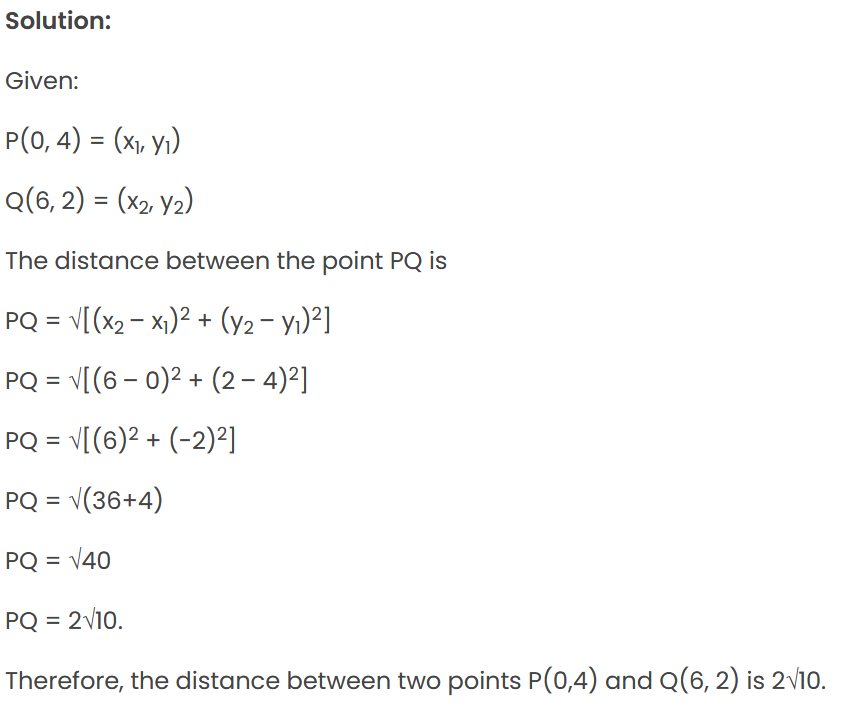 Solution:
Given:
P(0, 4) = (x₁, y₁)
Q(6, 2) = (x₂, y₂)
The distance between the point PQ is
PQ = √[(x₂ – x₁)² + (y₂ – y₁)²]
PQ = √[(6 – 0)² + (2 – 4)²]
PQ = √[(6)² + (-2)²]
PQ = √(36+4)
PQ = √40
PQ = 2√10.
Therefore, the distance between two points P(0,4) and Q(6, 2) is 2√10.